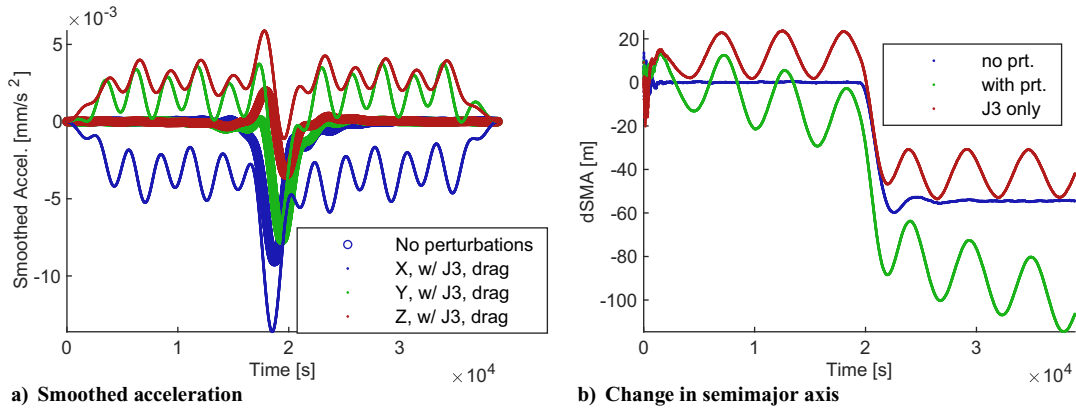 × 10⁻³
5
0
-5
-10
Smoothed Accel. [mm/s²]
No perturbations
X, w/ J3, drag
Y, w/ J3, drag
Z, w/ J3, drag
0 1 2 3
Time [s]
× 10⁴
a) Smoothed acceleration
20
0
-20
-40
-60
-80
-100
dSMA [m]
no prt.
with prt.
J3 only
0 1 2 3
Time [s]
× 10⁴
b) Change in semimajor axis